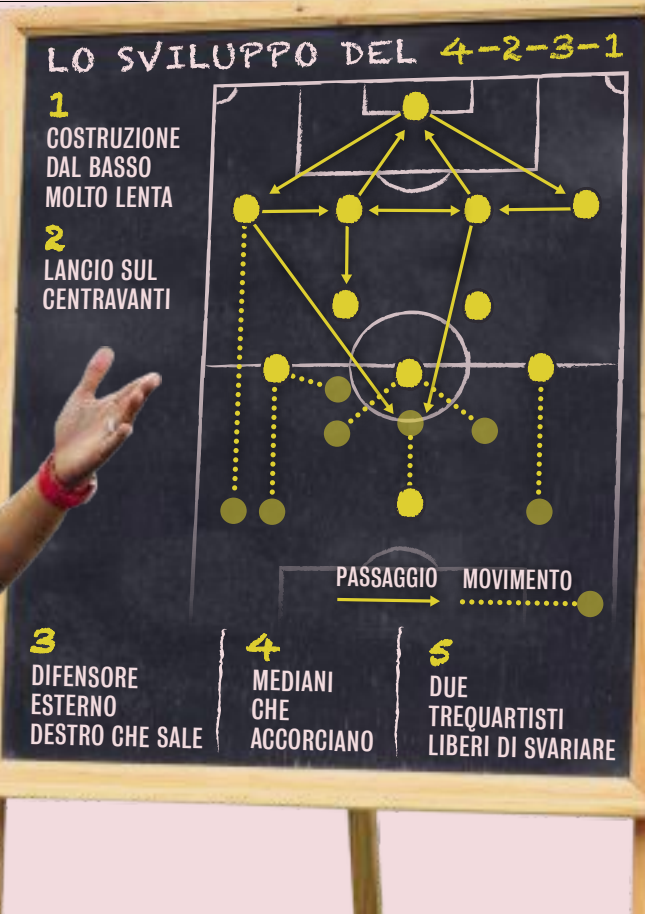 LO SVILUPPO DEL 4-2-3-1
1
COSTRUZIONE
DAL BASSO
MOLTO LENTA
2
LANCIO SUL
CENTRAVANTI
PASSAGGIO MOVIMENTO
3
DIFENSORE
ESTERNO
DESTRO CHE SALE
4
MEDIANI
CHE
ACCORCIANO
5
DUE
TREQUARTISTI
LIBERI DI SVARIARE